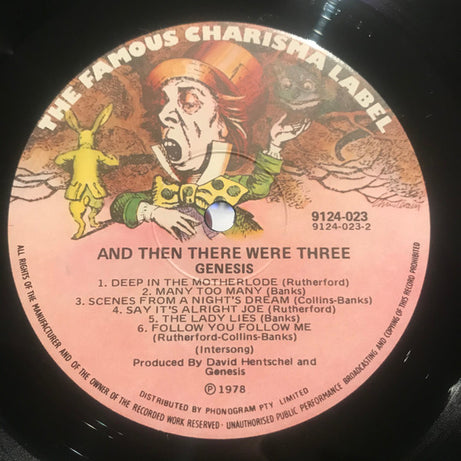 THE FAMOUS CHARISMA LABEL
9124-023
9124-023-2
AND THEN THERE WERE THREE
GENESIS
1. DEEP IN THE MOTHERLODE (Rutherford)
2. MANY TOO MANY (Banks)
3. SCENES FROM A NIGHT'S DREAM (Collins-Banks)
4. SAY IT'S ALRIGHT JOE (Rutherford)
5. THE LADY LIES (Banks)
6. FOLLOW YOU FOLLOW ME
(Rutherford-Collins-Banks)
(Intersong)
Produced By David Hentschel and
Genesis
Ⓟ 1978
DISTRIBUTED BY PHONOGRAM PTY LIMITED
ALL RIGHTS OF THE MANUFACTURER AND OF THE OWNER OF THE RECORDED WORK RESERVED - UNAUTHORISED PUBLIC PERFORMANCE BROADCASTING AND COPYING OF THIS RECORD PROHIBITED